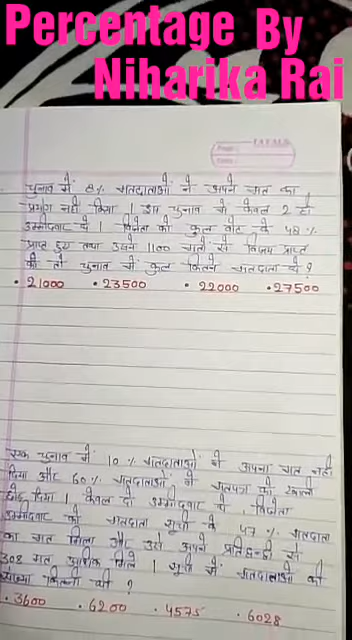 Percentage By
Niharika Rai
चुनाव में 8% मतदाताओं ने अपने मत का
प्रयोग नहीं किया । इस चुनाव में केवल 2 ही
उम्मीदवार थे । विजेता को कुल वोट के 48%
प्राप्त हुए तथा उसने 1100 मतों से विजय प्राप्त
की तो चुनाव में कुल कितने मतदाता थे ?
• 21000 • 23500 • 22000 • 27500
एक चुनाव में 10% मतदाताओं ने अपना मत नहीं
दिया और 60% मतदाताओं ने मतपत्र को खाली
छोड़ दिया । केवल दो उम्मीदवार थे , विजेता
उम्मीदवार को मतदाता सूची के 47% मतदाता
का मत मिला और उसे अपने प्रतिद्वन्दी से
308 मत अधिक मिले । सूची में मतदाताओं की
संख्या कितनी थी ?
• 3600 • 6200 • 4575 • 6028